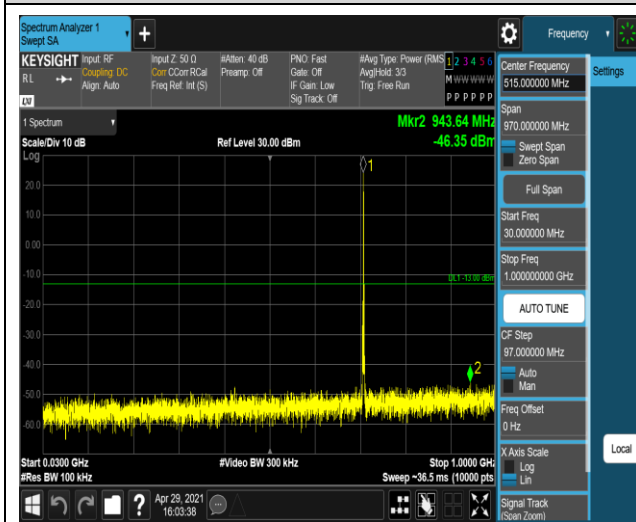 Spectrum Analyzer 1
Swept SA
Frequency
KEYSIGHT
RL
LXI
Input: RF
Coupling: DC
Align: Auto
Input Z: 50 Ω
Corr CCorr RCal
Freq Ref: Int (S)
#Atten: 40 dB
Preamp: Off
PNO: Fast
Gate: Off
IF Gain: Low
Sig Track: Off
#Avg Type: Power (RMS
Avg|Hold: 3/3
Trig: Free Run
1 2 3 4 5 6
M W W W W W
P P P P P P
1 Spectrum
Scale/Div 10 dB
Ref Level 30.00 dBm
Mkr2 943.64 MHz
-46.35 dBm
Log
20.0
10.0
0.00
-10.0
-20.0
-30.0
-40.0
-50.0
-60.0
1
DL1 -13.00 dBm
2
Start 0.0300 GHz
#Res BW 100 kHz
#Video BW 300 kHz
Stop 1.0000 GHz
Sweep ~36.5 ms (10000 pts
Apr 29, 2021
16:03:38
Center Frequency
515.000000 MHz
Span
970.000000 MHz
Swept Span
Zero Span
Full Span
Start Freq
30.000000 MHz
Stop Freq
1.000000000 GHz
AUTO TUNE
CF Step
97.000000 MHz
Auto
Man
Freq Offset
0 Hz
X Axis Scale
Log
Lin
Signal Track
(Span Zoom)
Settings
Local